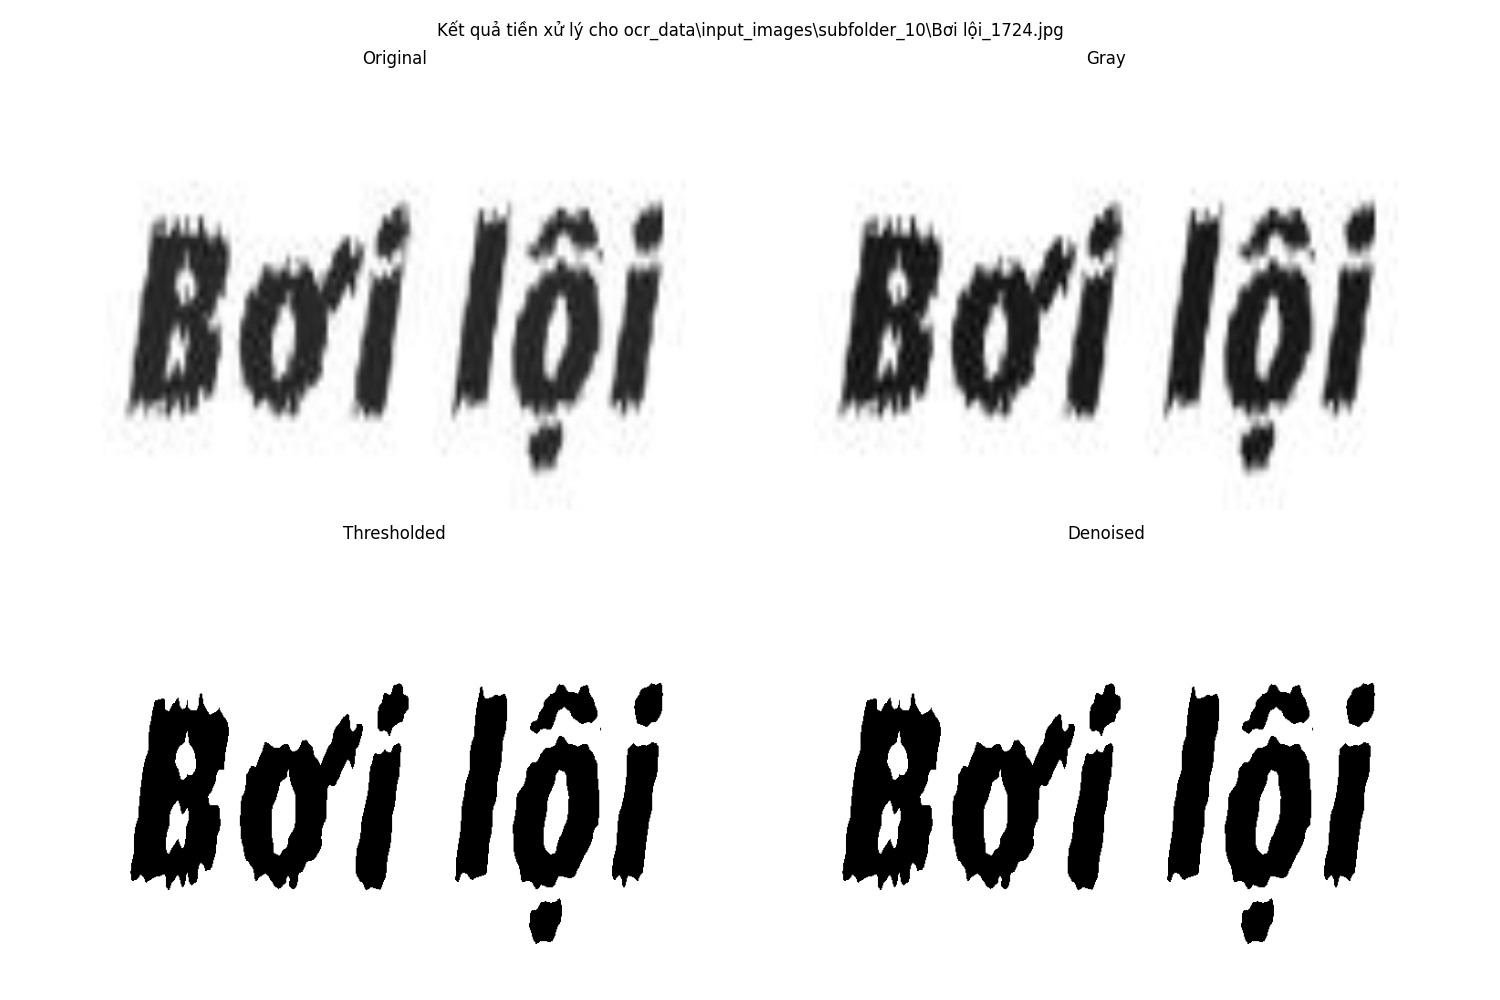 Kết quả tiền xử lý cho ocr_data\input_images\subfolder_10\Bơi lội_1724.jpg
Original
Gray
Bơi lội
Bơi lội
Thresholded
Denoised
Bơi lội
Bơi lội